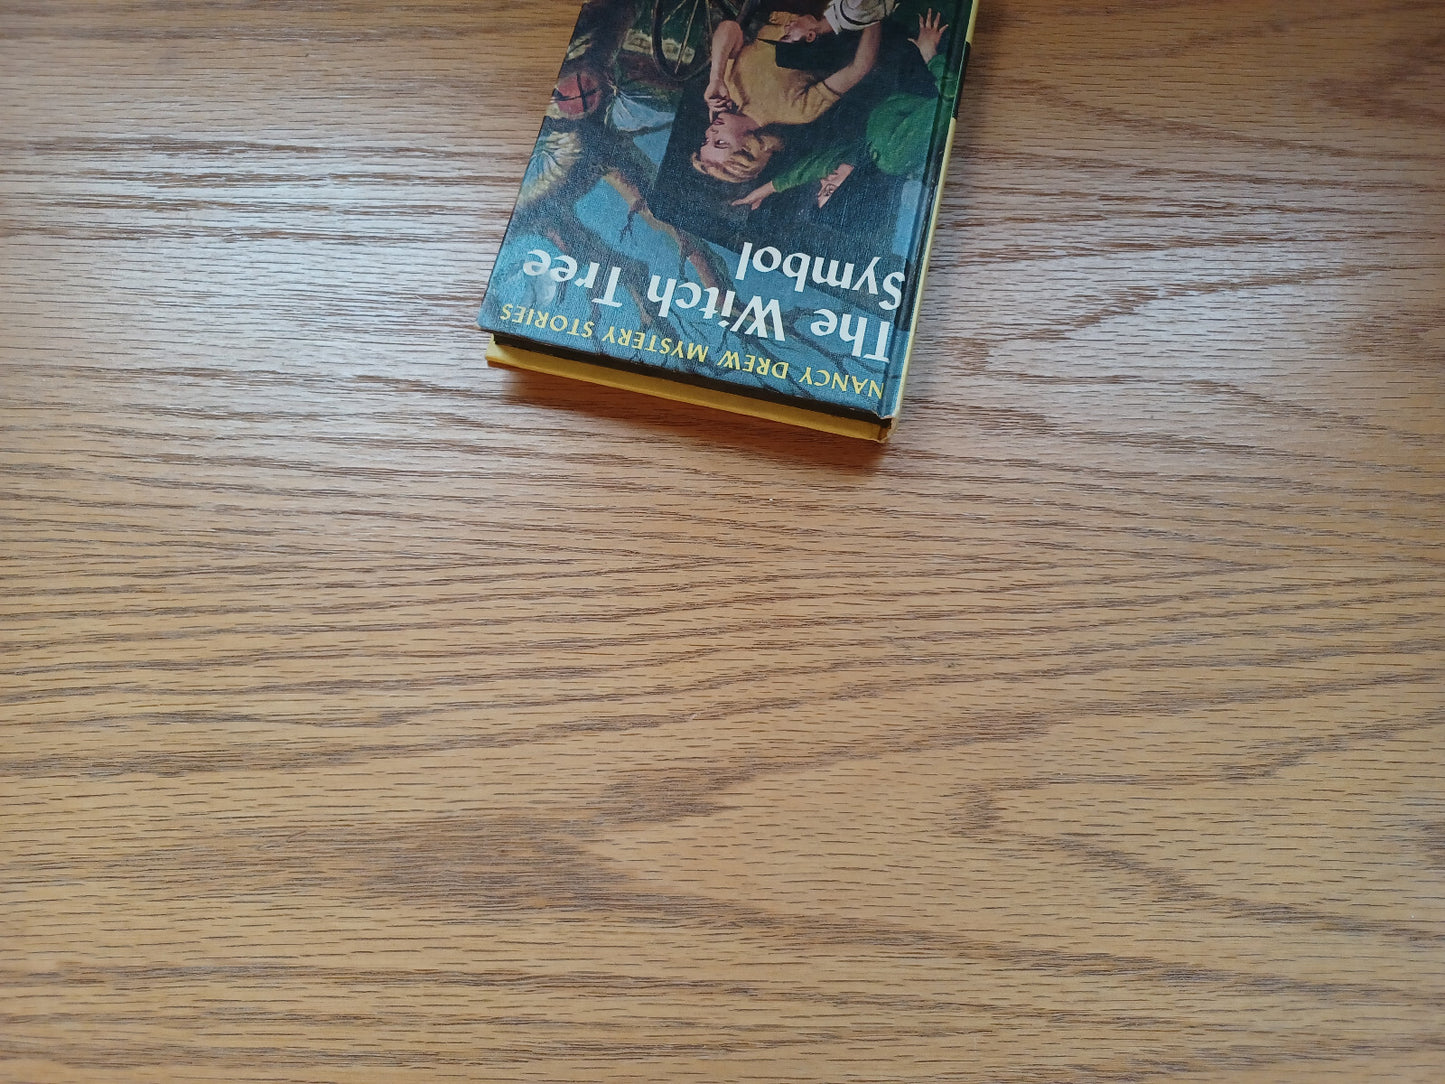 NANCY DREW MYSTERY STORIES
The Witch Tree
Symbol